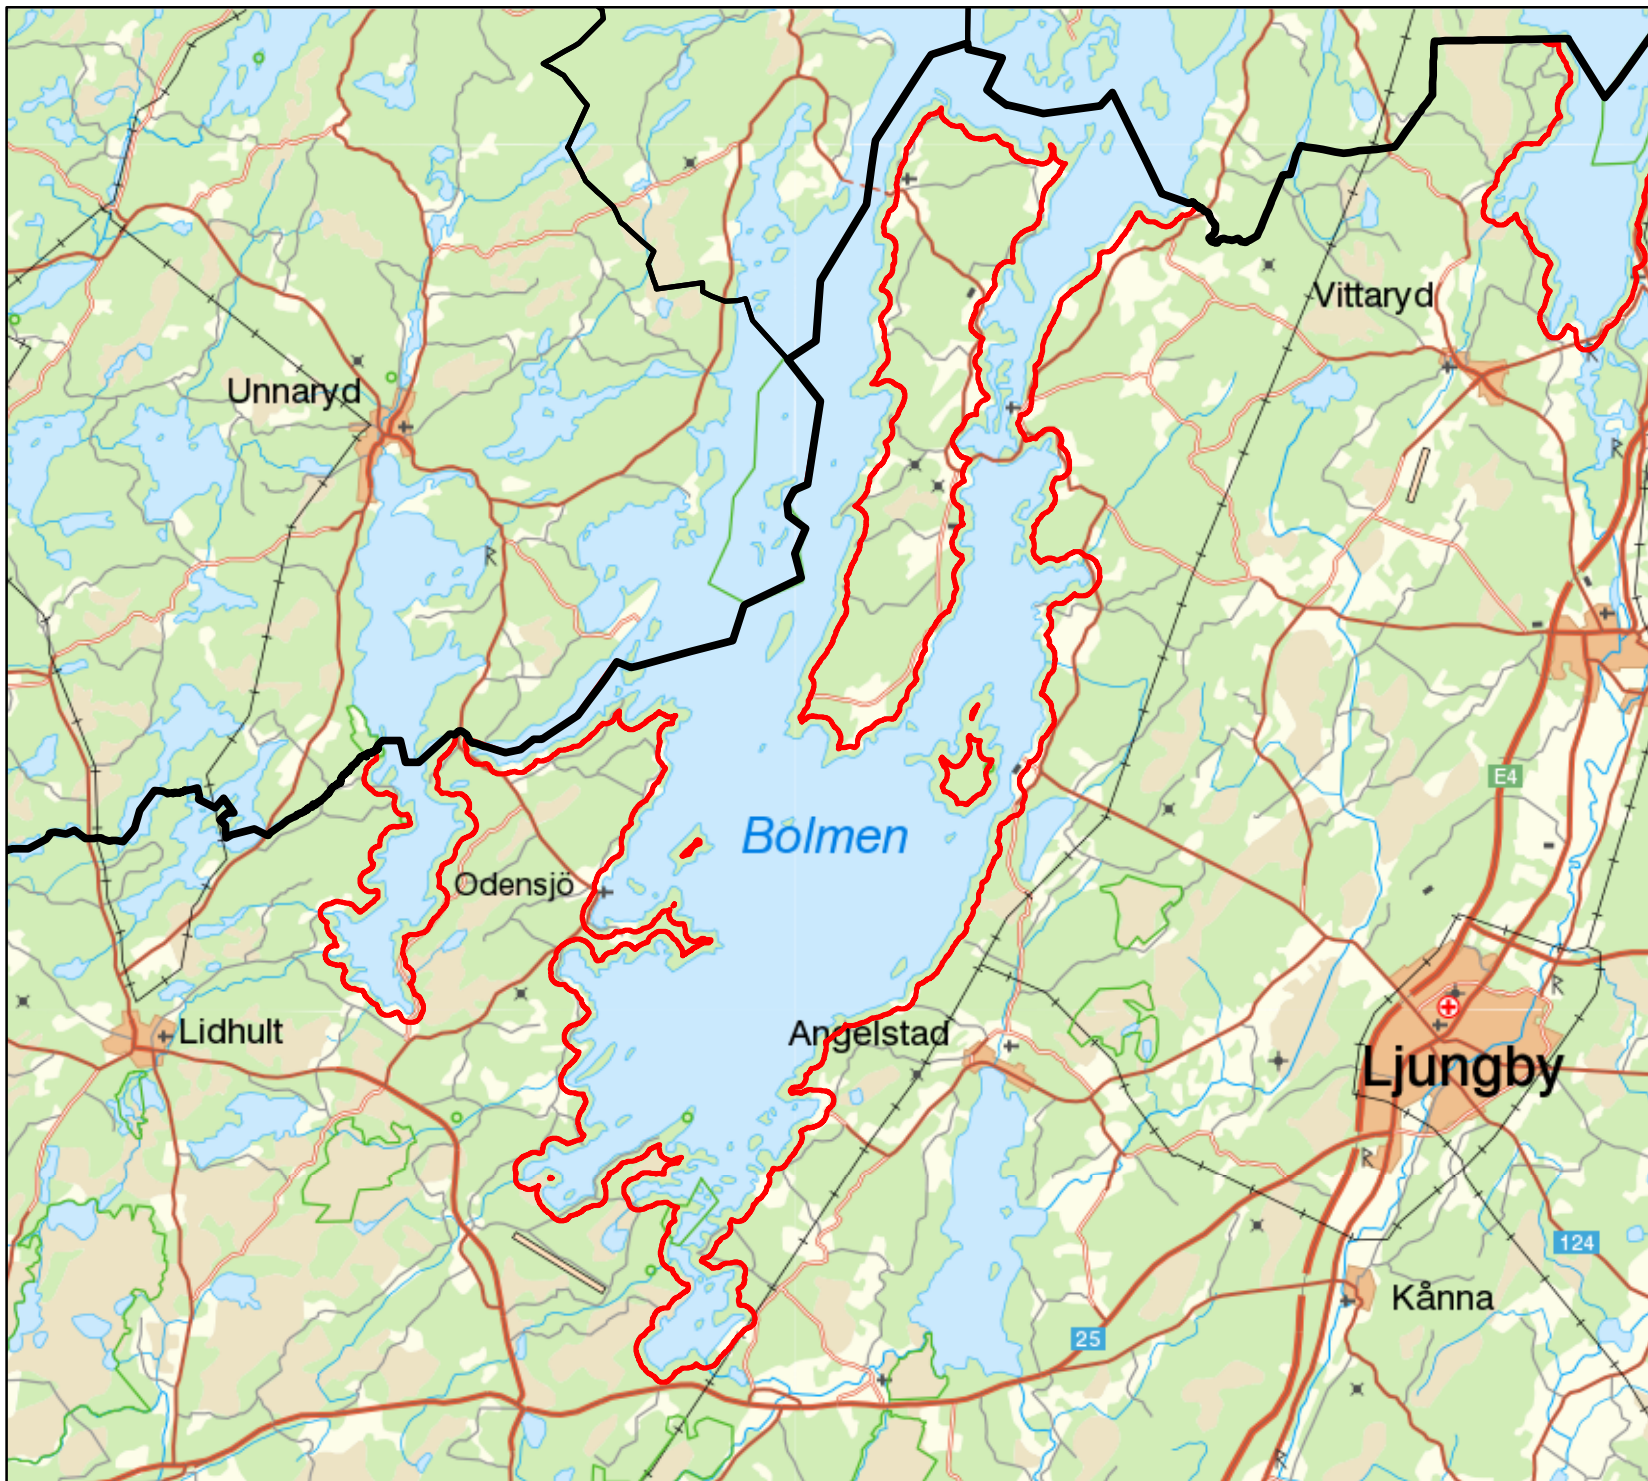 Vittaryd
Unnaryd
E4
Bolmen
Odensjö
Lidhult
Angelstad
Ljungby
124
Kånna
25
R
R
R
R
R